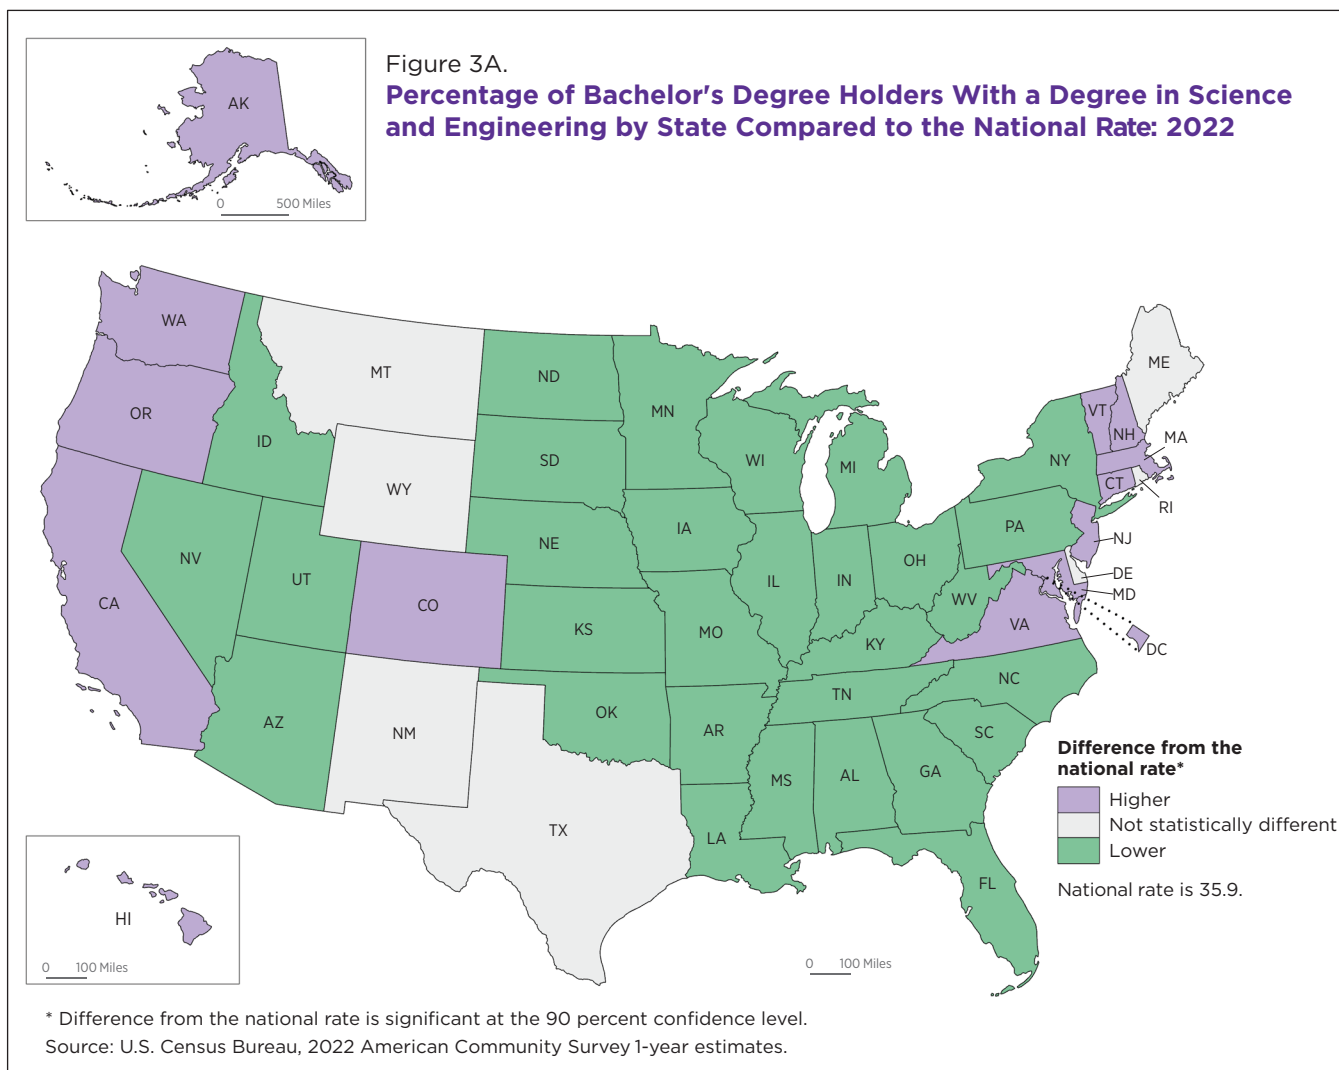 Figure 3A.
Percentage of Bachelor's Degree Holders With a Degree in Science
and Engineering by State Compared to the National Rate: 2022
AK
0 500 Miles
WA
MT
ME
ND
OR
MN
VT
NH
MA
ID
SD
WI
MI
NY
WY
CT
RI
IA
PA
NV
NE
NJ
UT
OH
IL
IN
DE
CA
CO
WV
MD
KS
MO
VA
KY
DC
NC
TN
AZ
OK
AR
SC
NM
Difference from the
national rate*
MS
AL
GA
Higher
TX
Not statistically different
LA
Lower
FL
National rate is 35.9.
HI
0 100 Miles
0 100 Miles
* Difference from the national rate is significant at the 90 percent confidence level.
Source: U.S. Census Bureau, 2022 American Community Survey 1-year estimates.